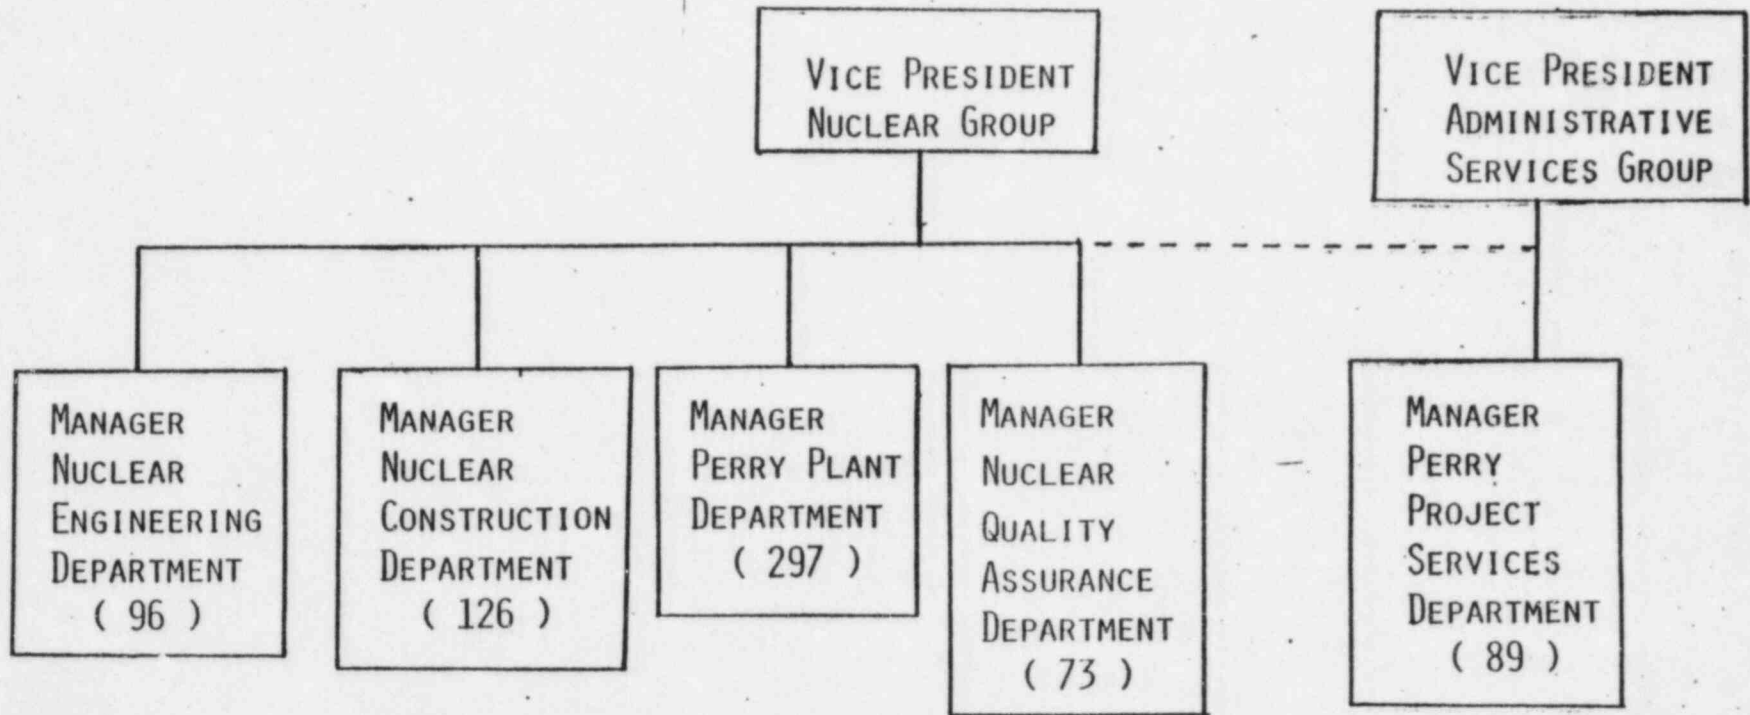 VICE PRESIDENT
NUCLEAR GROUP
VICE PRESIDENT
ADMINISTRATIVE
SERVICES GROUP
MANAGER
NUCLEAR
ENGINEERING
DEPARTMENT
( 96 )
MANAGER
NUCLEAR
CONSTRUCTION
DEPARTMENT
( 126 )
MANAGER
PERRY PLANT
DEPARTMENT
( 297 )
MANAGER
NUCLEAR
QUALITY
ASSURANCE
DEPARTMENT
( 73 )
MANAGER
PERRY
PROJECT
SERVICES
DEPARTMENT
( 89 )